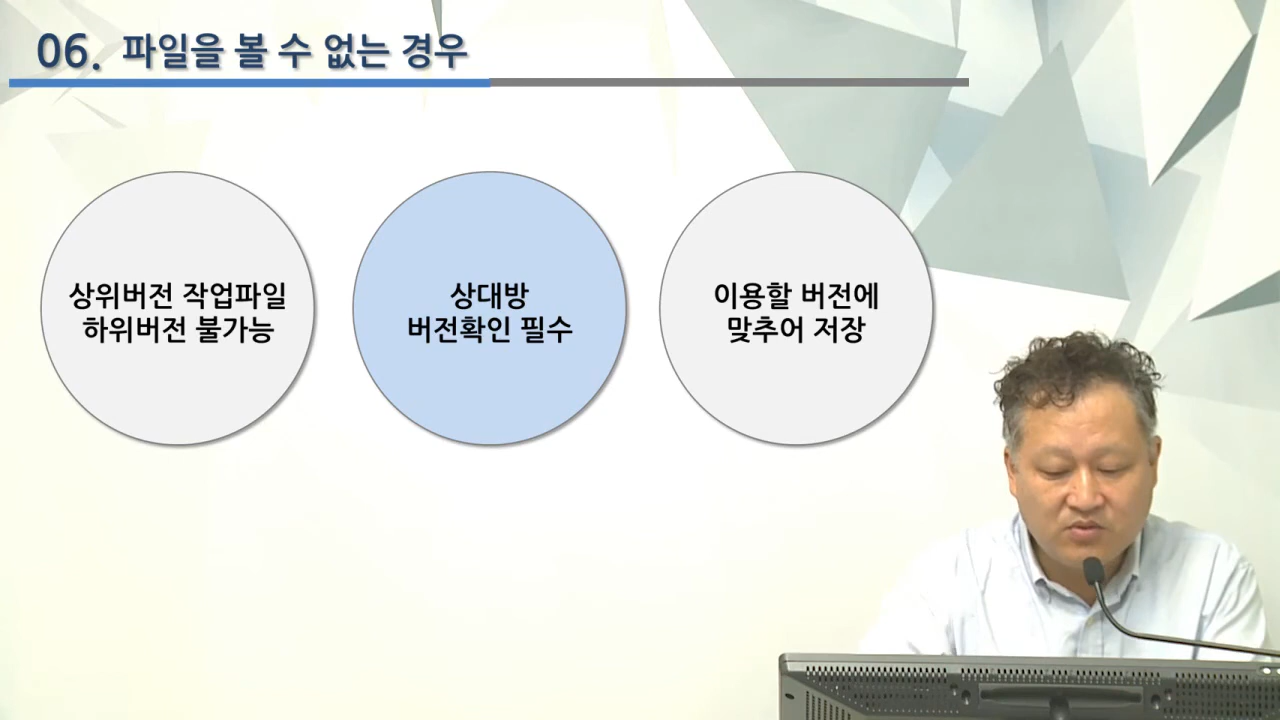 06. 파일을 볼 수 없는 경우
상위버전 작업파일
하위버전 불가능
상대방
버전확인 필수
이용할 버전에
맞추어 저장